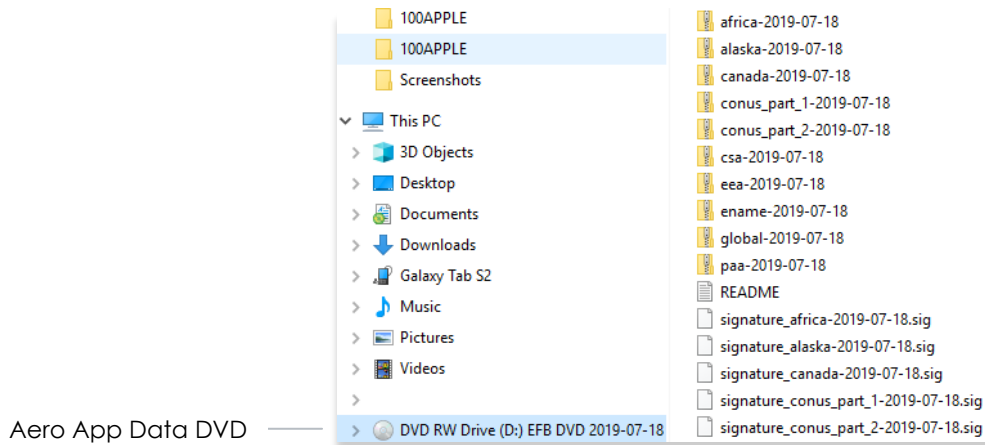 100APPLE
100APPLE
Screenshots
This PC
3D Objects
Desktop
Documents
Downloads
Galaxy Tab S2
Music
Pictures
Videos
DVD RW Drive (D:) EFB DVD 2019-07-18
Aero App Data DVD
africa-2019-07-18
alaska-2019-07-18
canada-2019-07-18
conus_part_1-2019-07-18
conus_part_2-2019-07-18
csa-2019-07-18
eea-2019-07-18
ename-2019-07-18
global-2019-07-18
paa-2019-07-18
README
signature_africa-2019-07-18.sig
signature_alaska-2019-07-18.sig
signature_canada-2019-07-18.sig
signature_conus_part_1-2019-07-18.sig
signature_conus_part_2-2019-07-18.sig